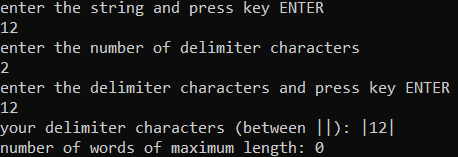 enter the string and press key ENTER
12
enter the number of delimiter characters
2
enter the delimiter characters and press key ENTER
12
your delimiter characters (between ||): |12|
number of words of maximum length: 0